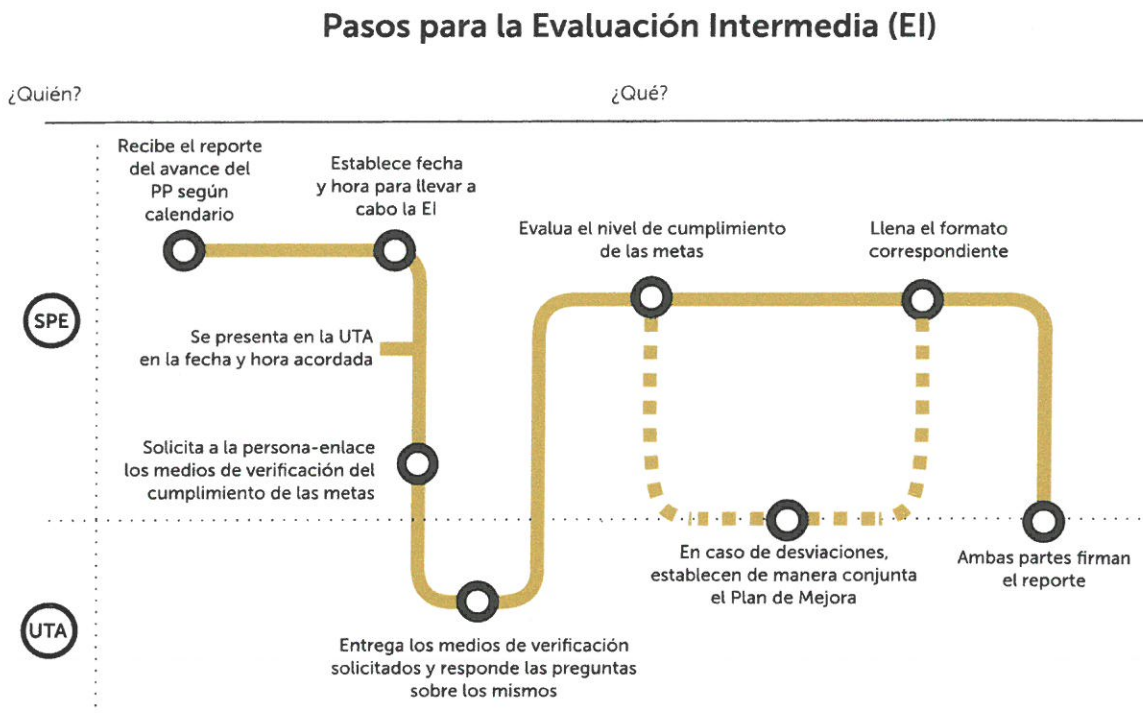 Pasos para la Evaluación Intermedia (EI)
¿Quién?
¿Qué?
Recibe el reporte
del avance del
PP según
calendario
Establece fecha
y hora para llevar a
cabo la EI
Evalua el nivel de cumplimiento
de las metas
Llena el formato
correspondiente
SPE
Se presenta en la UTA
en la fecha y hora acordada
Solicita a la persona-enlace
los medios de verificación del
cumplimiento de las metas
En caso de desviaciones,
establecen de manera conjunta
el Plan de Mejora
Ambas partes firman
el reporte
UTA
Entrega los medios de verificación
solicitados y responde las preguntas
sobre los mismos